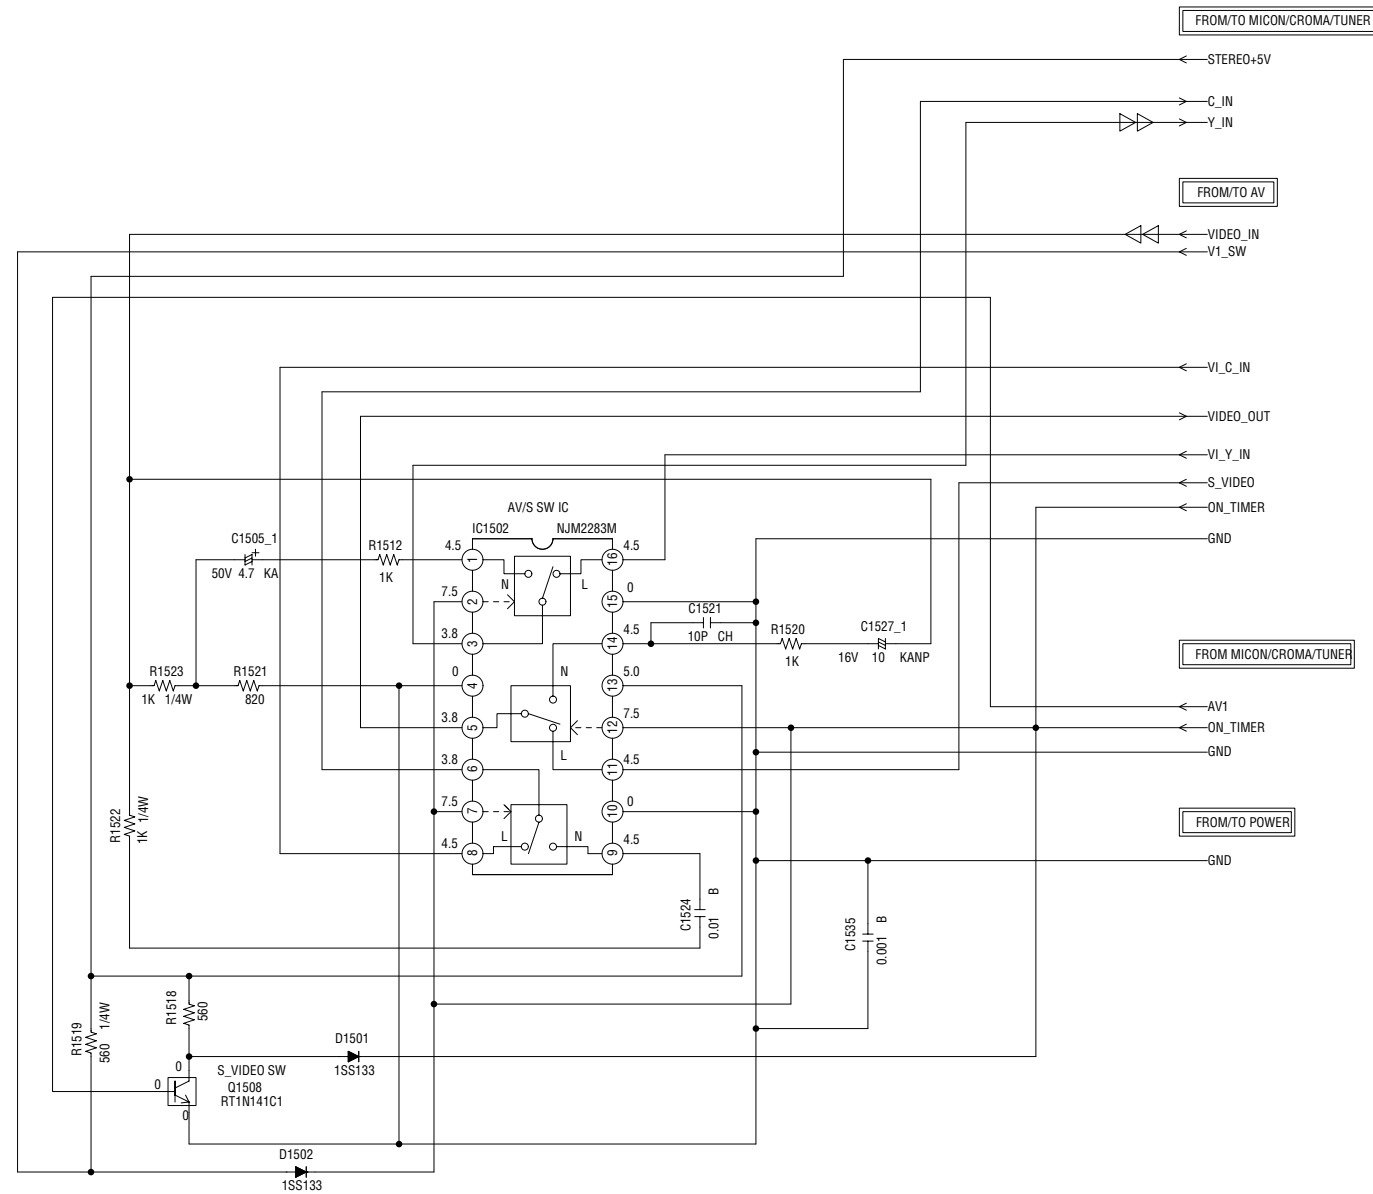 FROM/TO MICON/CROMA/TUNER
STEREO+5V
C_IN
Y_IN
FROM/TO AV
VIDEO_IN
V1_SW
VI_C_IN
VIDEO_OUT
VI_Y_IN
S_VIDEO
ON_TIMER
GND
AV/S SW IC
IC1502 NJM2283M
C1505_1
50V 4.7 KA
R1512
1K
4.5 1 16 4.5
N L
7.5 2 15 0
3.8 3 14 4.5
C1521
10P CH
R1520
1K
C1527_1
16V 10 KANP
FROM MICON/CROMA/TUNER
R1523
1K 1/4W
R1521
820
0 4 13 5.0
N
3.8 5 12 7.5
L
3.8 6 11 4.5
AV1
ON_TIMER
GND
7.5 7 10 0
L N
4.5 8 9 4.5
R1522
1K 1/4W
FROM/TO POWER
GND
C1524
0.01 B
C1535
0.001 B
R1519
560 1/4W
R1518
560
D1501
1SS133
0
0
0
S_VIDEO SW
Q1508
RT1N141C1
D1502
1SS133